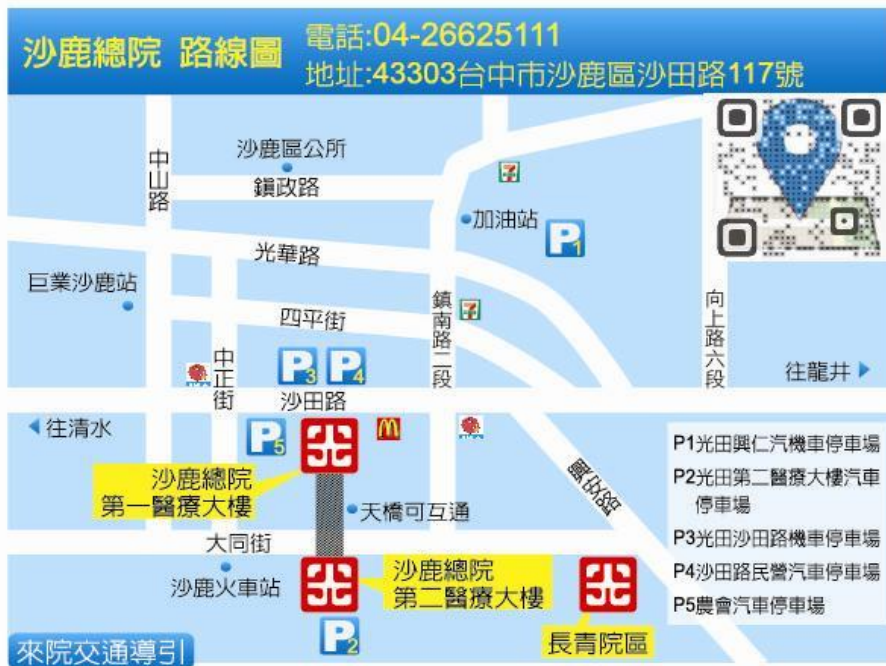 沙鹿總院 路線圖
電話:04-26625111
地址:43303台中市沙鹿區沙田路117號
中山路
沙鹿區公所
鎮政路
7
加油站
P1
光華路
巨業沙鹿站
四平街
鎮南路二段
7
向上路六段
中正街
P3
P4
往龍井
沙田路
往清水
P5
M
沙鹿總院
第一醫療大樓
天橋可互通
興安路
大同街
沙鹿火車站
沙鹿總院
第二醫療大樓
P2
長青院區
P1光田興仁汽機車停車場
P2光田第二醫療大樓汽車
停車場
P3光田沙田路機車停車場
P4沙田路民營汽車停車場
P5農會汽車停車場
來院交通導引